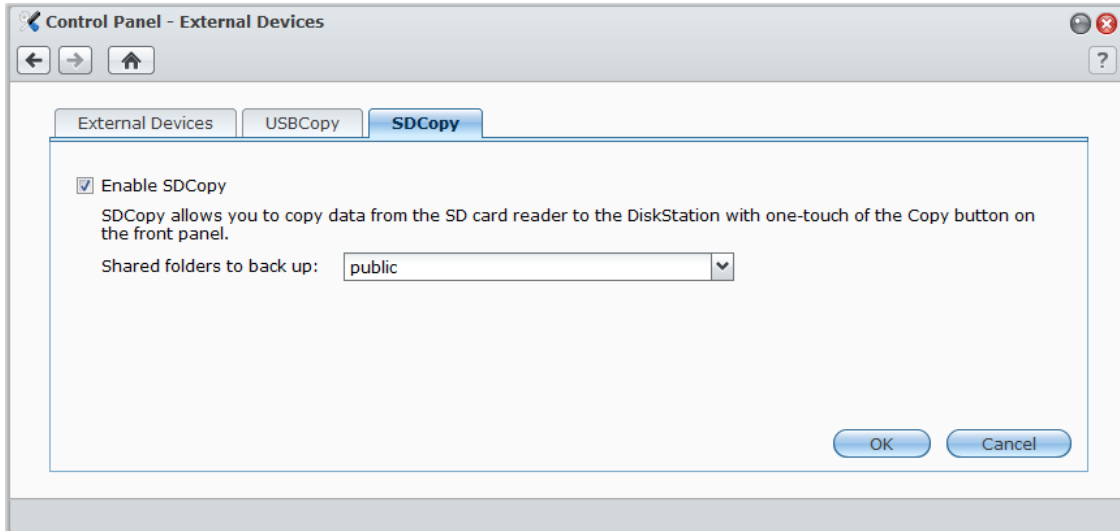 Control Panel - External Devices
?
External Devices
USBCopy
SDCopy
Enable SDCopy
SDCopy allows you to copy data from the SD card reader to the DiskStation with one-touch of the Copy button on
the front panel.
Shared folders to back up:
public
OK
Cancel